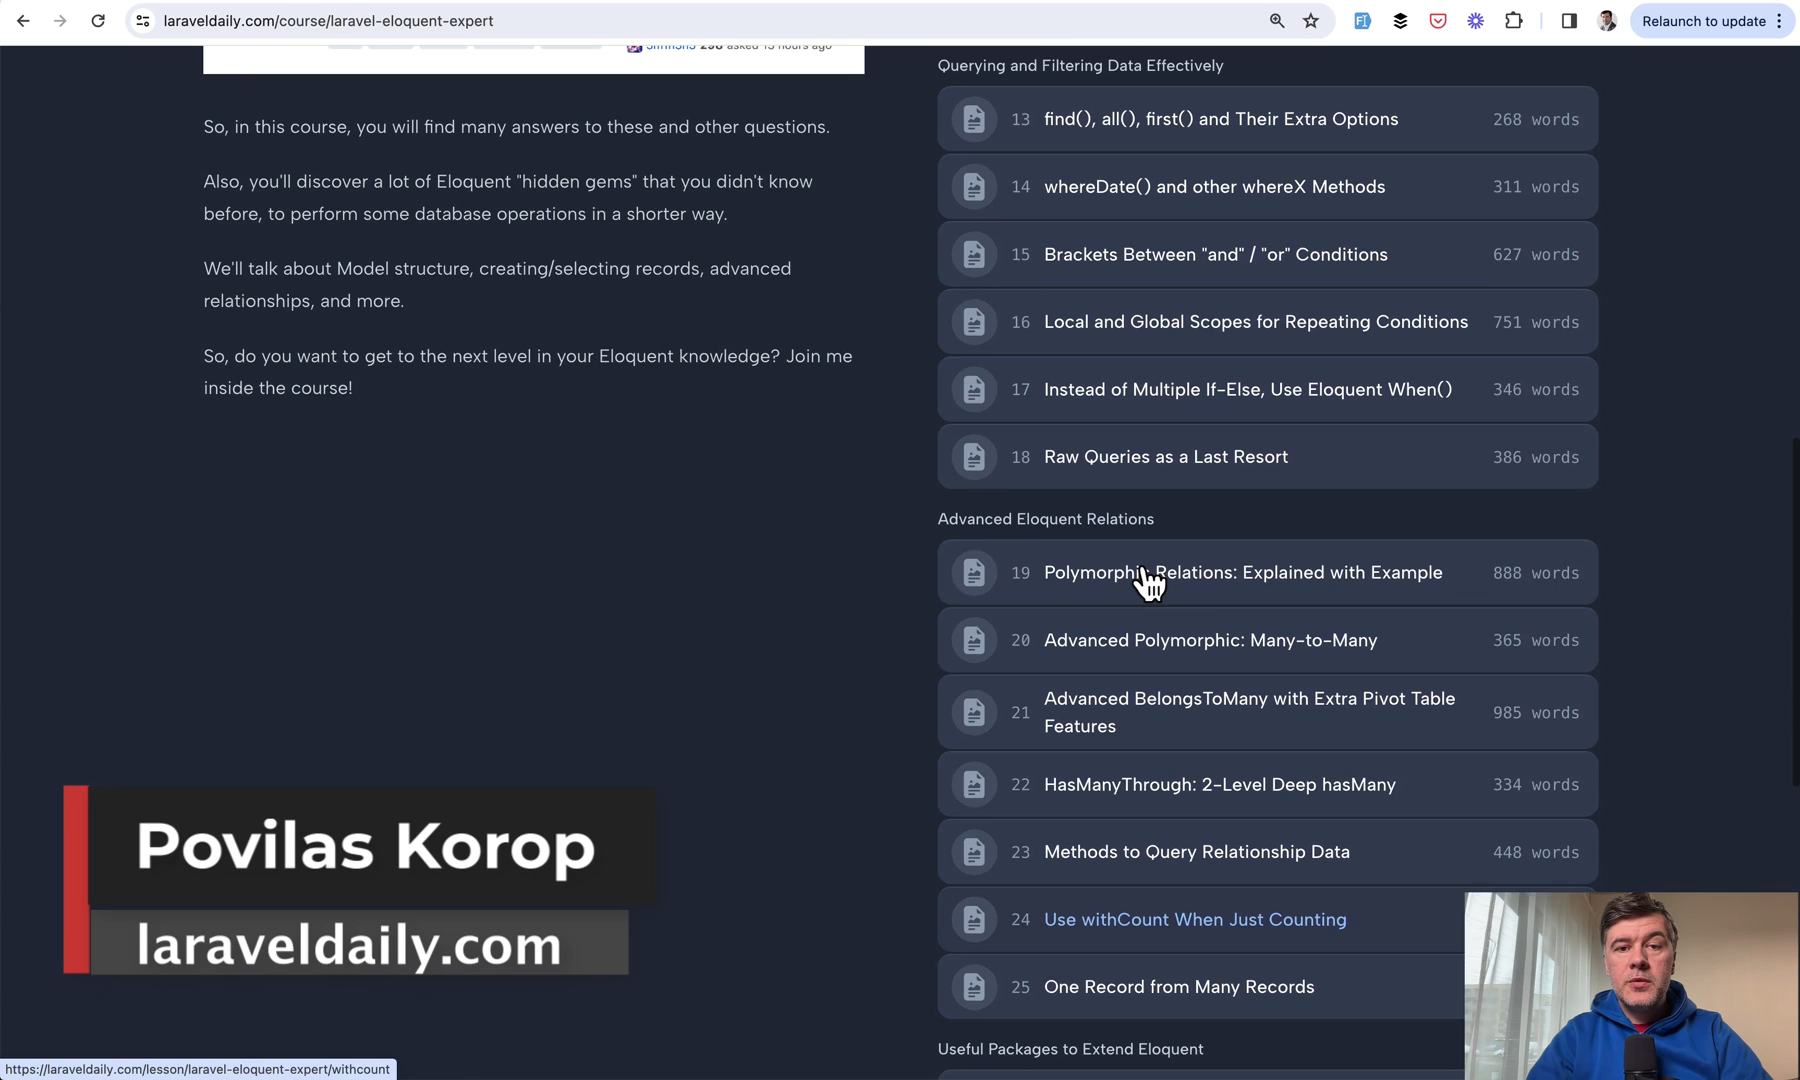 laraveldaily.com/course/laravel-eloquent-expert
Relaunch to update
asked 13 hours ago
So, in this course, you will find many answers to these and other questions.
Also, you'll discover a lot of Eloquent "hidden gems" that you didn't know
before, to perform some database operations in a shorter way.
We'll talk about Model structure, creating/selecting records, advanced
relationships, and more.
So, do you want to get to the next level in your Eloquent knowledge? Join me
inside the course!
Querying and Filtering Data Effectively
13 find(), all(), first() and Their Extra Options 268 words
14 whereDate() and other whereX Methods 311 words
15 Brackets Between "and" / "or" Conditions 627 words
16 Local and Global Scopes for Repeating Conditions 751 words
17 Instead of Multiple If-Else, Use Eloquent When() 346 words
18 Raw Queries as a Last Resort 386 words
Advanced Eloquent Relations
19 Polymorphic Relations: Explained with Example 888 words
20 Advanced Polymorphic: Many-to-Many 365 words
21 Advanced BelongsToMany with Extra Pivot Table
Features 985 words
22 HasManyThrough: 2-Level Deep hasMany 334 words
23 Methods to Query Relationship Data 448 words
24 Use withCount When Just Counting
25 One Record from Many Records
Useful Packages to Extend Eloquent
Povilas Korop
laraveldaily.com
https://laraveldaily.com/lesson/laravel-eloquent-expert/withcount